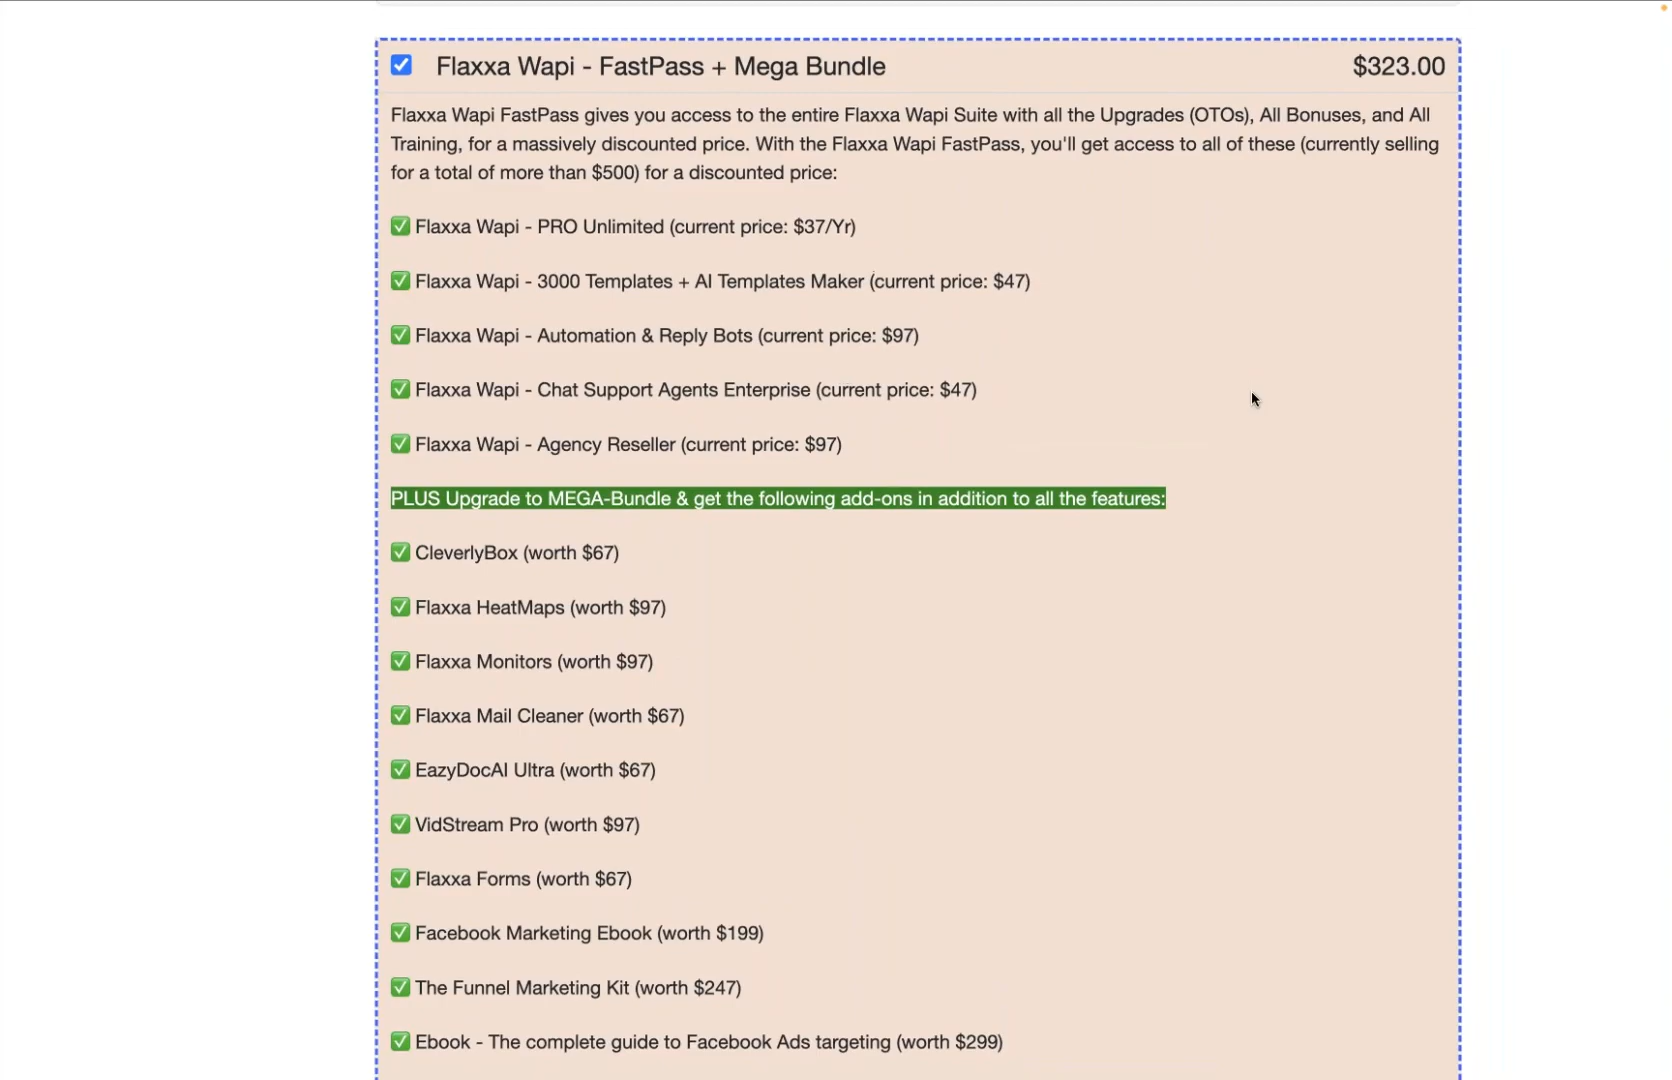 Flaxxa Wapi - FastPass + Mega Bundle
$323.00
Flaxxa Wapi FastPass gives you access to the entire Flaxxa Wapi Suite with all the Upgrades (OTOs), All Bonuses, and All
Training, for a massively discounted price. With the Flaxxa Wapi FastPass, you'll get access to all of these (currently selling
for a total of more than $500) for a discounted price:
✅ Flaxxa Wapi - PRO Unlimited (current price: $37/Yr)
✅ Flaxxa Wapi - 3000 Templates + AI Templates Maker (current price: $47)
✅ Flaxxa Wapi - Automation & Reply Bots (current price: $97)
✅ Flaxxa Wapi - Chat Support Agents Enterprise (current price: $47)
✅ Flaxxa Wapi - Agency Reseller (current price: $97)
PLUS Upgrade to MEGA-Bundle & get the following add-ons in addition to all the features:
✅ CleverlyBox (worth $67)
✅ Flaxxa HeatMaps (worth $97)
✅ Flaxxa Monitors (worth $97)
✅ Flaxxa Mail Cleaner (worth $67)
✅ EazyDocAI Ultra (worth $67)
✅ VidStream Pro (worth $97)
✅ Flaxxa Forms (worth $67)
✅ Facebook Marketing Ebook (worth $199)
✅ The Funnel Marketing Kit (worth $247)
✅ Ebook - The complete guide to Facebook Ads targeting (worth $299)